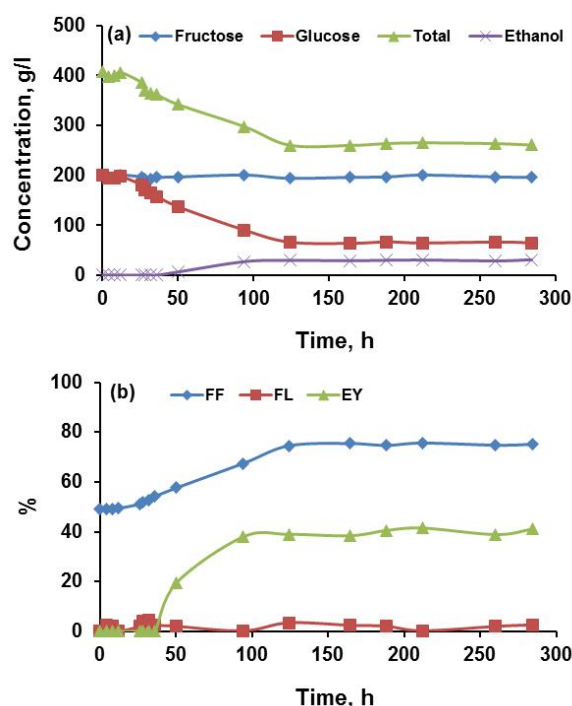 (a) Fructose Glucose Total Ethanol
Concentration, g/l
500
400
300
200
100
0
0 50 100 150 200 250 300
Time, h
(b) FF FL EY
%
100
80
60
40
20
0
0 50 100 150 200 250 300
Time, h